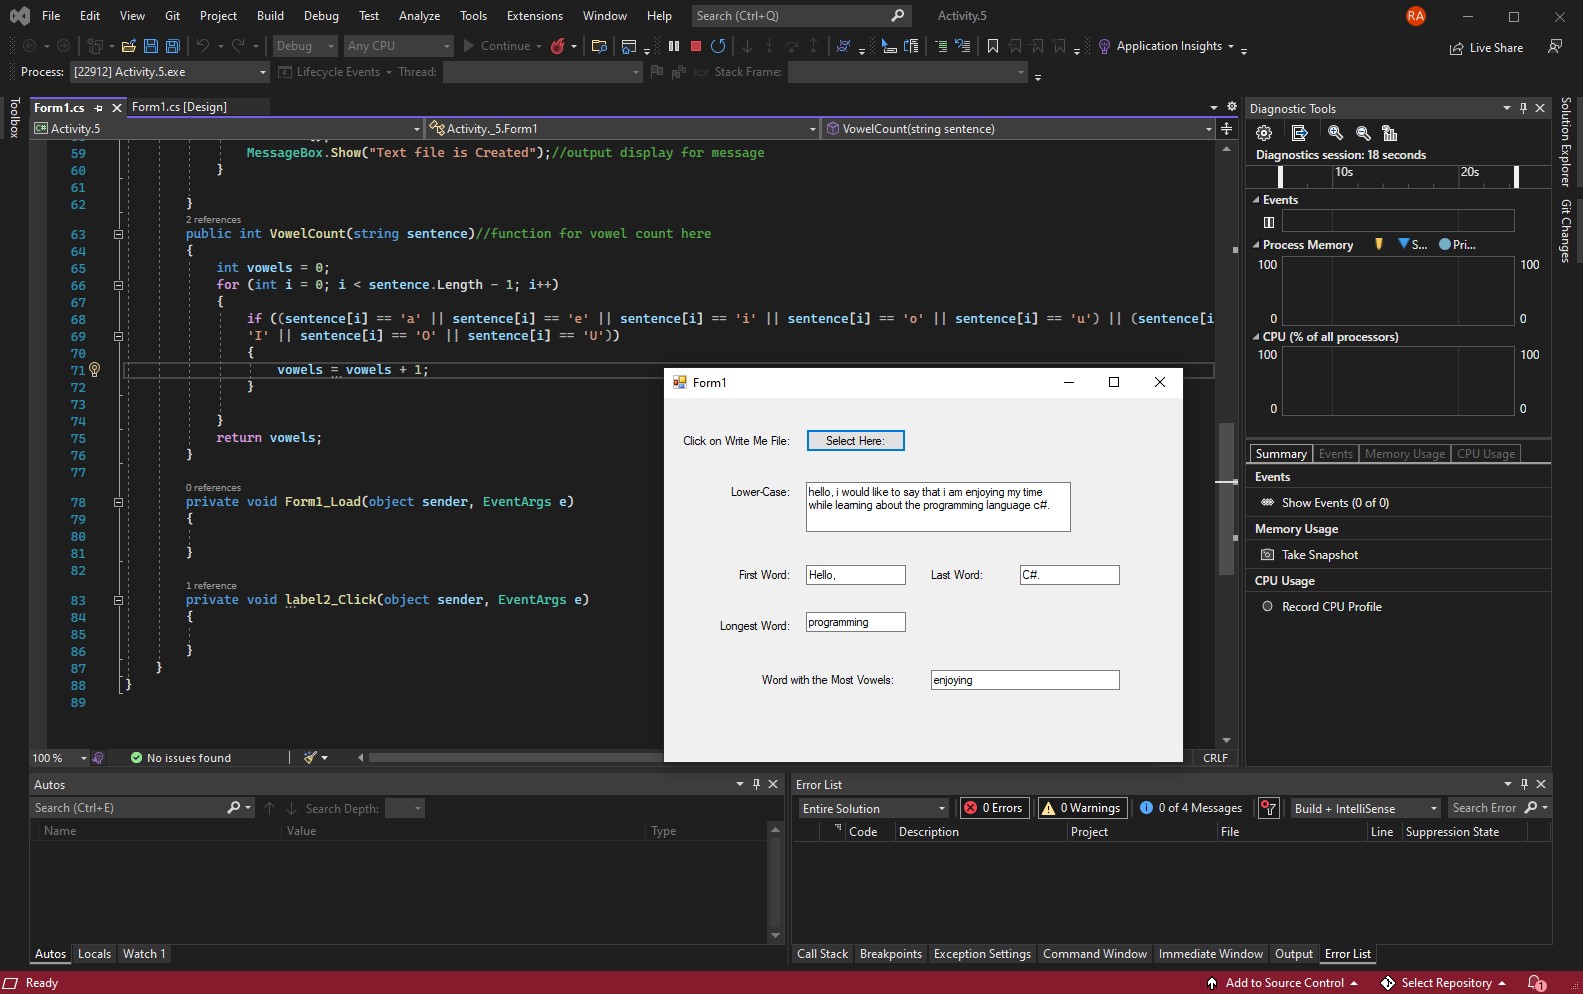 File Edit View Git Project Build Debug Test Analyze Tools Extensions Window Help Search (Ctrl+Q) Activity.5 RA
Debug Any CPU Continue Application Insights Live Share
Process: [22912] Activity.5.exe Lifecycle Events Thread: Stack Frame:
Toolbox
Form1.cs Form1.cs [Design]
Activity.5 Activity._5.Form1 VowelCount(string sentence)
59 MessageBox.Show("Text file is Created");//output display for message
60 }
61
62 }
2 references
63 public int VowelCount(string sentence)//function for vowel count here
64 {
65 int vowels = 0;
66 for (int i = 0; i < sentence.Length - 1; i++)
67 {
68 if ((sentence[i] == 'a' || sentence[i] == 'e' || sentence[i] == 'i' || sentence[i] == 'o' || sentence[i] == 'u') || (sentence[i
69 'I' || sentence[i] == 'O' || sentence[i] == 'U'))
70 {
71 vowels = vowels + 1;
72 }
73
74 }
75 return vowels;
76 }
77
0 references
78 private void Form1_Load(object sender, EventArgs e)
79 {
80
81 }
82
1 reference
83 private void label2_Click(object sender, EventArgs e)
84 {
85
86 }
87 }
88 }
89
100 % No issues found CRLF
Form1
Click on Write Me File: Select Here:
Lower-Case: hello, i would like to say that i am enjoying my time
while learning about the programming language c#.
First Word: Hello, Last Word: C#.
Longest Word: programming
Word with the Most Vowels: enjoying
Diagnostic Tools
Diagnostics session: 18 seconds
10s 20s
Events
Process Memory S... Pri...
100 100
0 0
CPU (% of all processors)
100 100
0 0
Summary Events Memory Usage CPU Usage
Events
Show Events (0 of 0)
Memory Usage
Take Snapshot
CPU Usage
Record CPU Profile
Solution Explorer
Git Changes
Autos
Search (Ctrl+E) Search Depth:
Name Value Type
Autos Locals Watch 1
Error List
Entire Solution 0 Errors 0 Warnings 0 of 4 Messages Build + IntelliSense Search Error
Code Description Project File Line Suppression State
Call Stack Breakpoints Exception Settings Command Window Immediate Window Output Error List
Ready Add to Source Control Select Repository 1